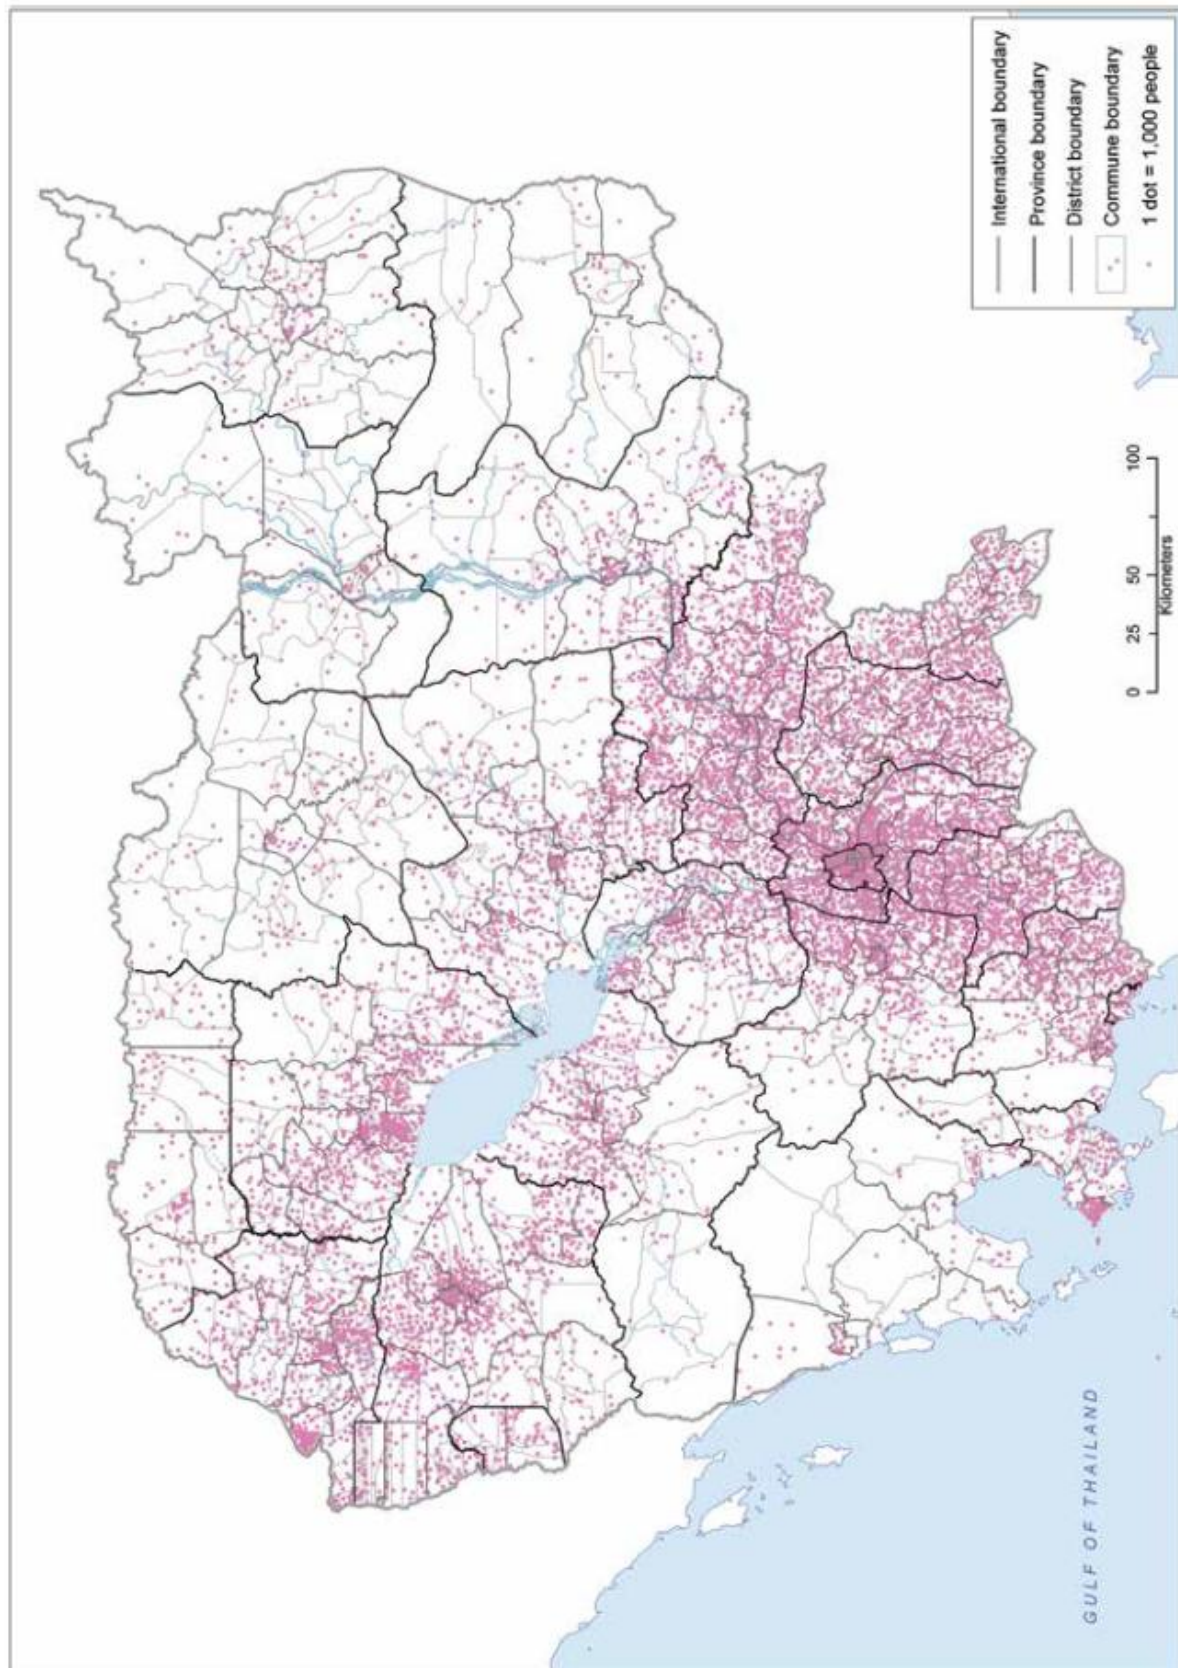 International boundary
Province boundary
District boundary
Commune boundary
1 dot = 1,000 people
0 25 50 100
Kilometers
GULF OF THAILAND